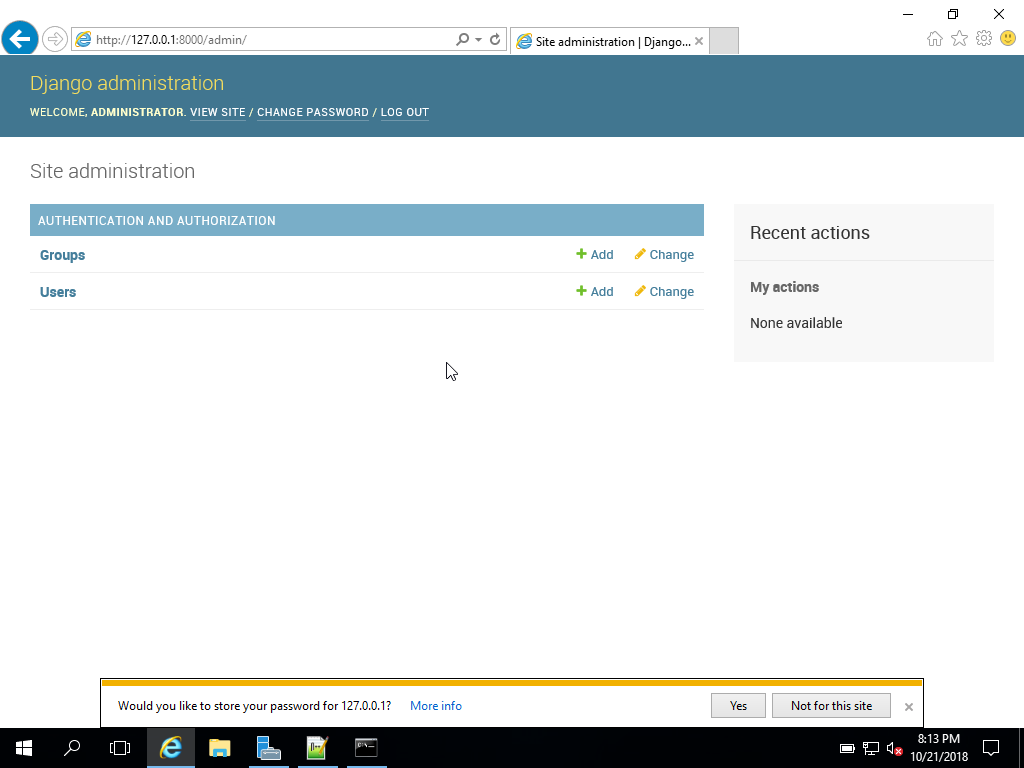 http://127.0.0.1:8000/admin/
Site administration | Django...
Django administration
WELCOME, ADMINISTRATOR. VIEW SITE / CHANGE PASSWORD / LOG OUT
Site administration
AUTHENTICATION AND AUTHORIZATION
Groups Add Change
Users Add Change
Recent actions
My actions
None available
Would you like to store your password for 127.0.0.1? More info Yes Not for this site
8:13 PM
10/21/2018